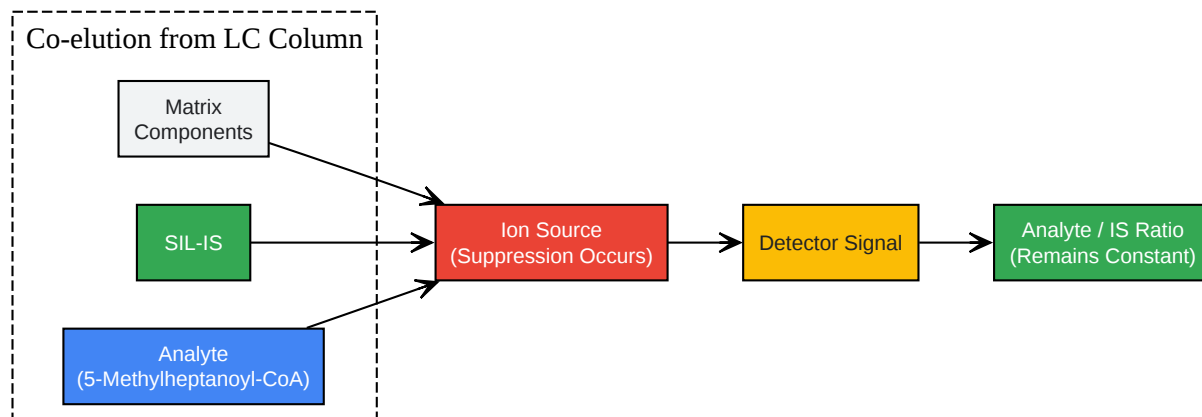 Co-elution from LC Column
Matrix
Components
SIL-IS
Analyte
(5-Methylheptanoyl-CoA)
Ion Source
(Suppression Occurs)
Detector Signal
Analyte / IS Ratio
(Remains Constant)